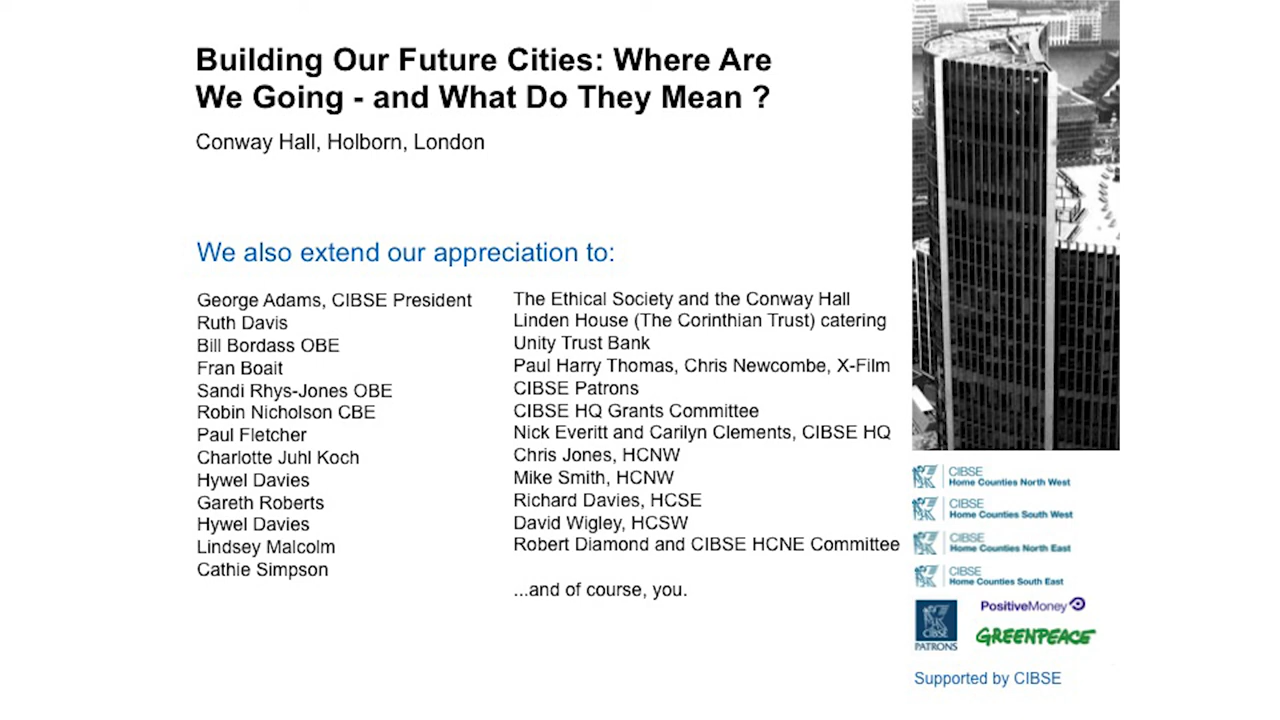 Building Our Future Cities: Where Are
We Going - and What Do They Mean ?
Conway Hall, Holborn, London
We also extend our appreciation to:
George Adams, CIBSE President
Ruth Davis
Bill Bordass OBE
Fran Boait
Sandi Rhys-Jones OBE
Robin Nicholson CBE
Paul Fletcher
Charlotte Juhl Koch
Hywel Davies
Gareth Roberts
Hywel Davies
Lindsey Malcolm
Cathie Simpson
The Ethical Society and the Conway Hall
Linden House (The Corinthian Trust) catering
Unity Trust Bank
Paul Harry Thomas, Chris Newcombe, X-Film
CIBSE Patrons
CIBSE HQ Grants Committee
Nick Everitt and Carilyn Clements, CIBSE HQ
Chris Jones, HCNW
Mike Smith, HCNW
Richard Davies, HCSE
David Wigley, HCSW
Robert Diamond and CIBSE HCNE Committee
...and of course, you.
CIBSE
Home Counties North West
CIBSE
Home Counties South West
CIBSE
Home Counties North East
CIBSE
Home Counties South East
CIBSE
PATRONS
PositiveMoney
GREENPEACE
Supported by CIBSE